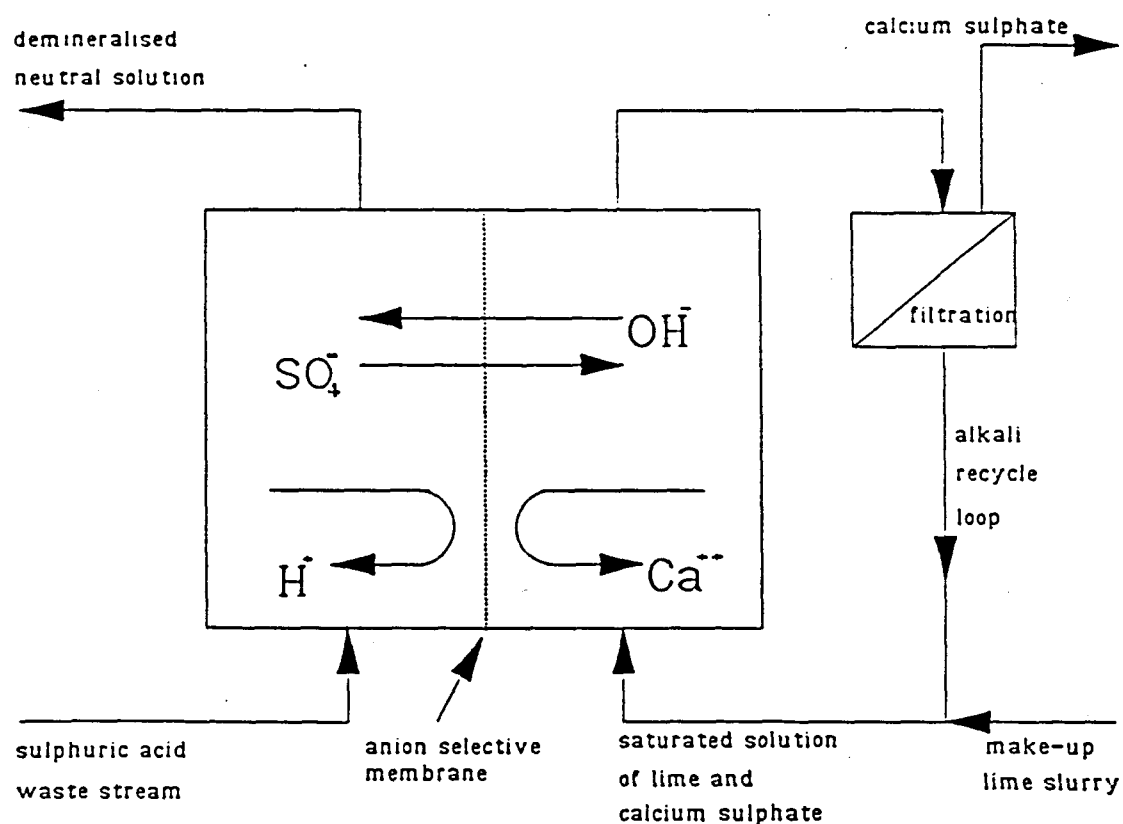 demineralised
neutral solution
calcium sulphate
filtration
OH⁻
SO₄⁻
alkali
recycle
loop
H⁺
Ca⁺⁺
sulphuric acid
waste stream
anion selective
membrane
saturated solution
of lime and
calcium sulphate
make-up
lime slurry